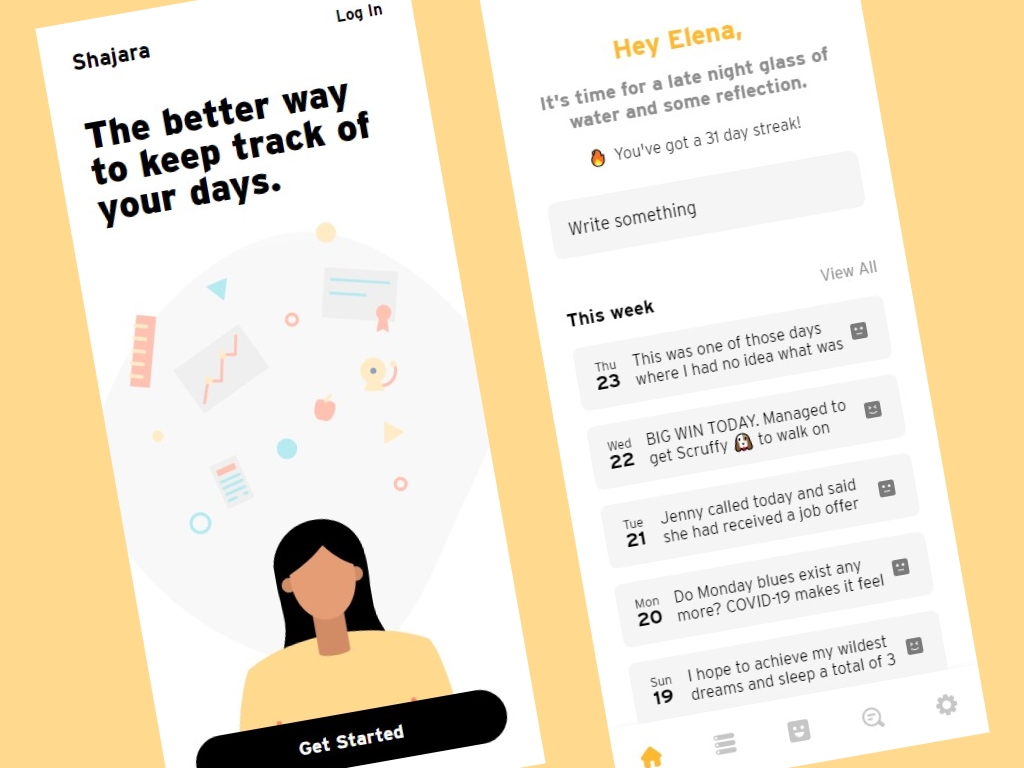 Log In
Shajara
The better way
to keep track of
your days.
Get Started
Hey Elena,
It's time for a late night glass of
water and some reflection.
🔥 You've got a 31 day streak!
Write something
View All
This week
Thu
23
This was one of those days
where I had no idea what was
Wed
22
BIG WIN TODAY. Managed to
get Scruffy 🐶 to walk on
Tue
21
Jenny called today and said
she had received a job offer
Mon
20
Do Monday blues exist any
more? COVID-19 makes it feel
Sun
19
I hope to achieve my wildest
dreams and sleep a total of 3